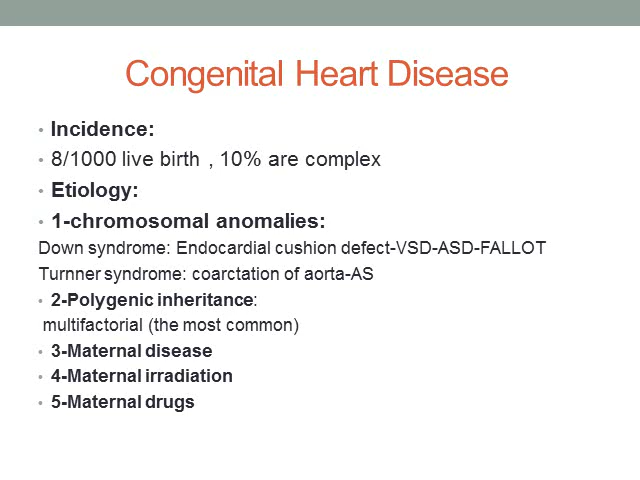 Congenital Heart Disease
• Incidence:
• 8/1000 live birth , 10% are complex
• Etiology:
• 1-chromosomal anomalies:
Down syndrome: Endocardial cushion defect-VSD-ASD-FALLOT
Turnner syndrome: coarctation of aorta-AS
• 2-Polygenic inheritance:
multifactorial (the most common)
• 3-Maternal disease
• 4-Maternal irradiation
• 5-Maternal drugs